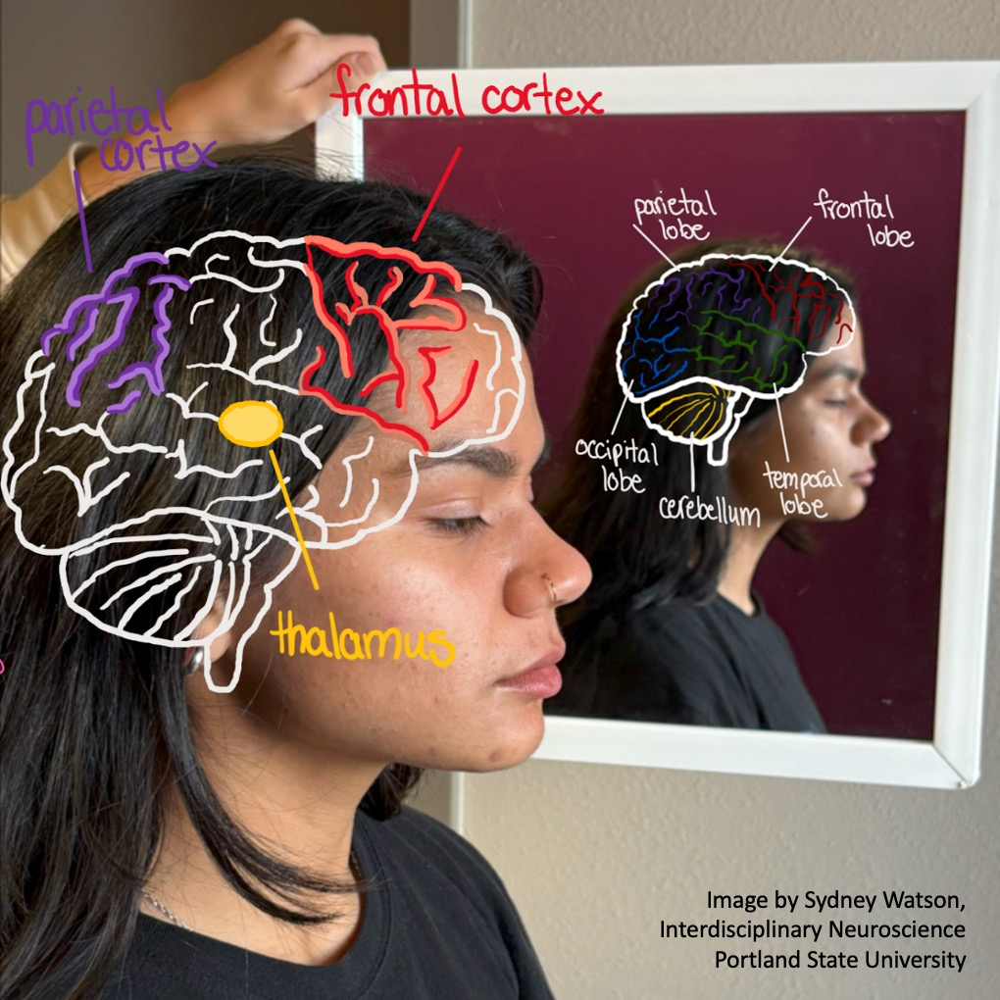 parietal
cortex
frontal cortex
thalamus
parietal
lobe
frontal
lobe
occipital
lobe
cerebellum
temporal
lobe
Image by Sydney Watson,
Interdisciplinary Neuroscience
Portland State University